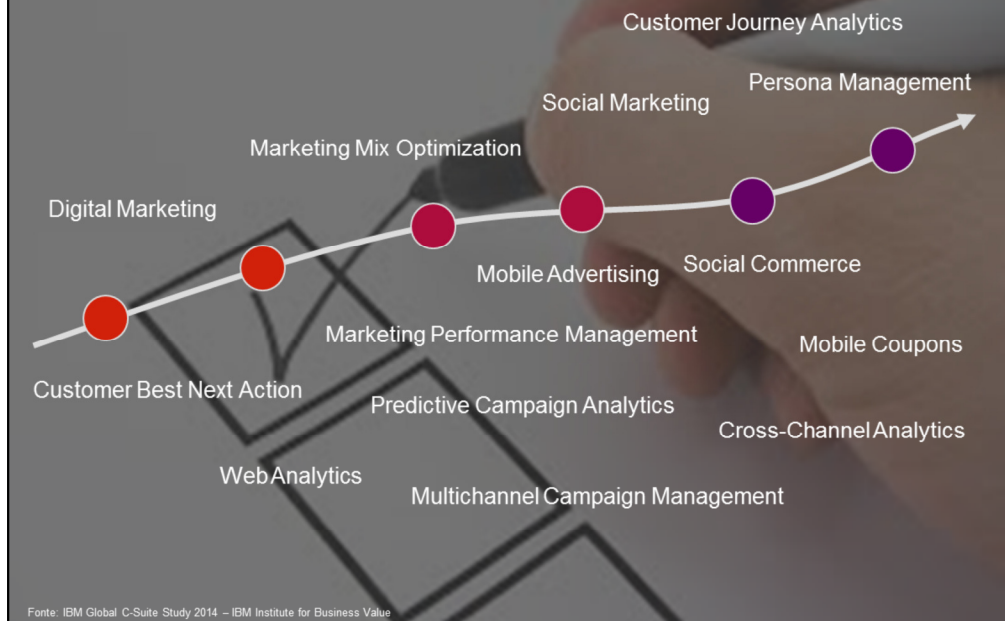 Customer Journey Analytics
Persona Management
Social Marketing
Marketing Mix Optimization
Digital Marketing
Mobile Advertising
Social Commerce
Marketing Performance Management
Mobile Coupons
Customer Best Next Action
Predictive Campaign Analytics
Cross-Channel Analytics
Web Analytics
Multichannel Campaign Management
Fonte: IBM Global C-Suite Study 2014 – IBM Institute for Business Value